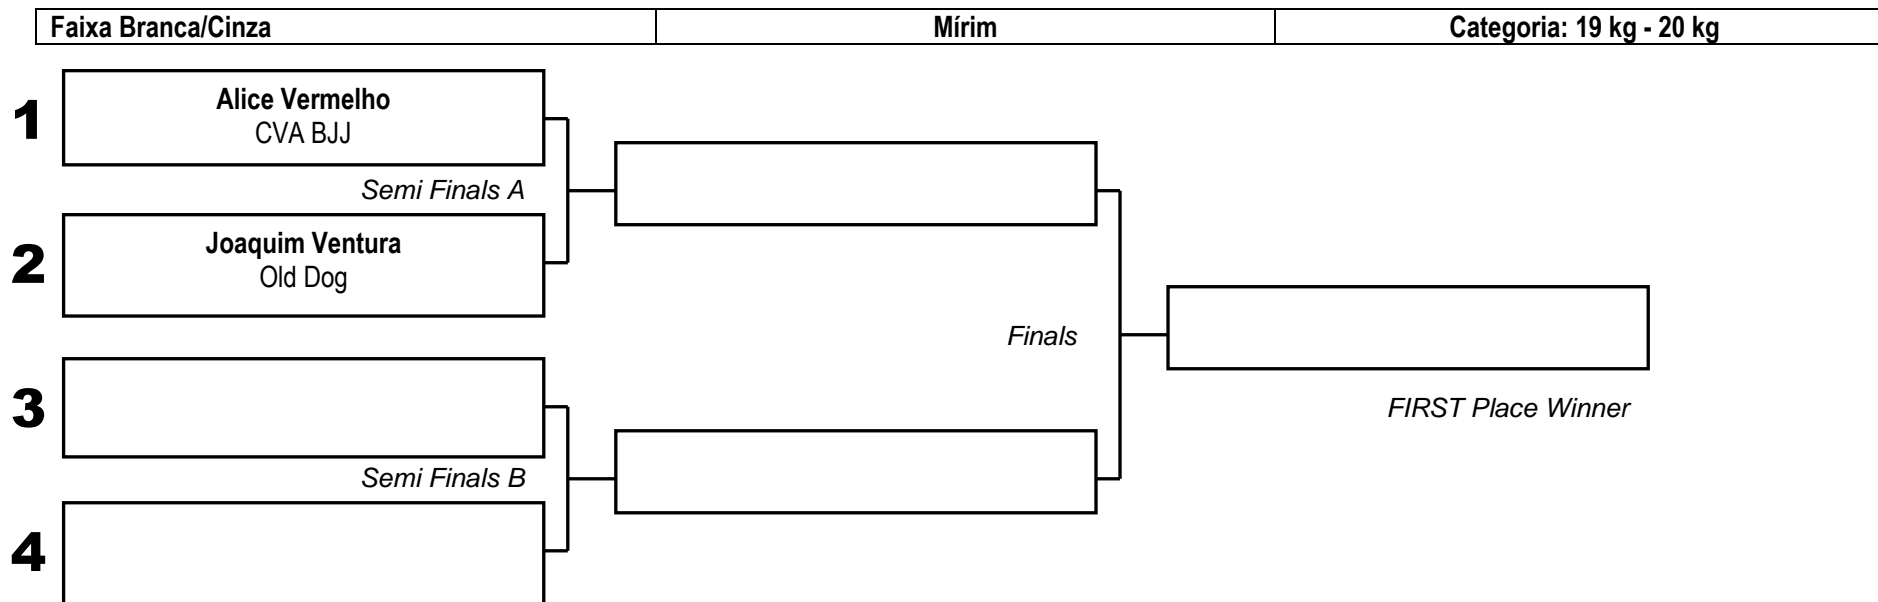 Faixa Branca/Cinza Mírim Categoria: 19 kg - 20 kg
1
Alice Vermelho
CVA BJJ
Semi Finals A
2
Joaquim Ventura
Old Dog
Finals
3
FIRST Place Winner
Semi Finals B
4